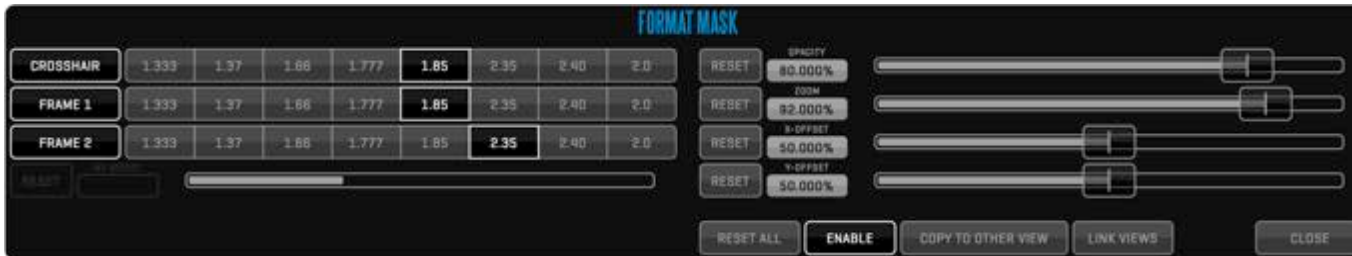 FORMAT MASK
CROSSHAIR 1.333 1.37 1.66 1.777 1.85 2.35 2.40 2.0 RESET OPACITY 80.000%
FRAME 1 1.333 1.37 1.66 1.777 1.85 2.35 2.40 2.0 RESET ZOOM 92.000%
FRAME 2 1.333 1.37 1.66 1.777 1.85 2.35 2.40 2.0 RESET X-OFFSET 50.000%
RESET RESET Y-OFFSET 50.000%
RESET ALL ENABLE COPY TO OTHER VIEW LINK VIEWS CLOSE